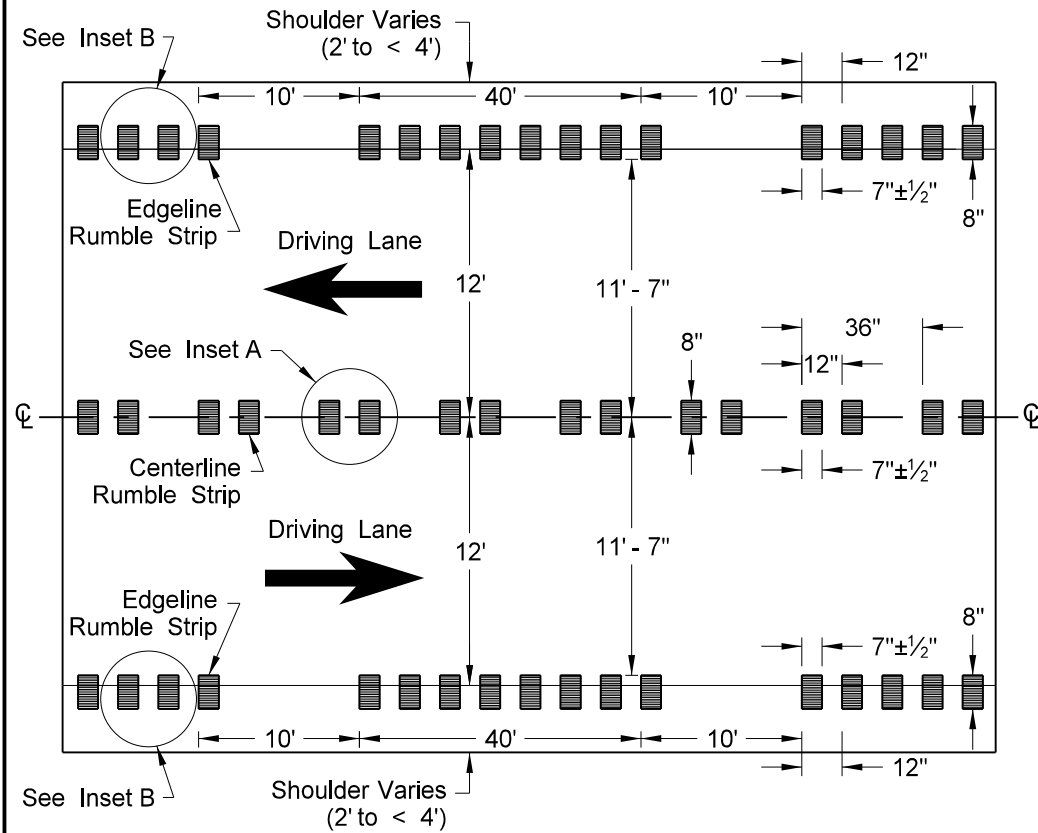 See Inset B
Shoulder Varies
(2' to < 4')
12"
10'
40'
10'
7"±½"
8"
Edgeline
Rumble Strip
Driving Lane
12'
11' - 7"
36"
See Inset A
8"
12"
℄
℄
Centerline
Rumble Strip
7"±½"
Driving Lane
12'
11' - 7"
Edgeline
Rumble Strip
8"
7"±½"
10'
40'
10'
12"
See Inset B
Shoulder Varies
(2' to < 4')